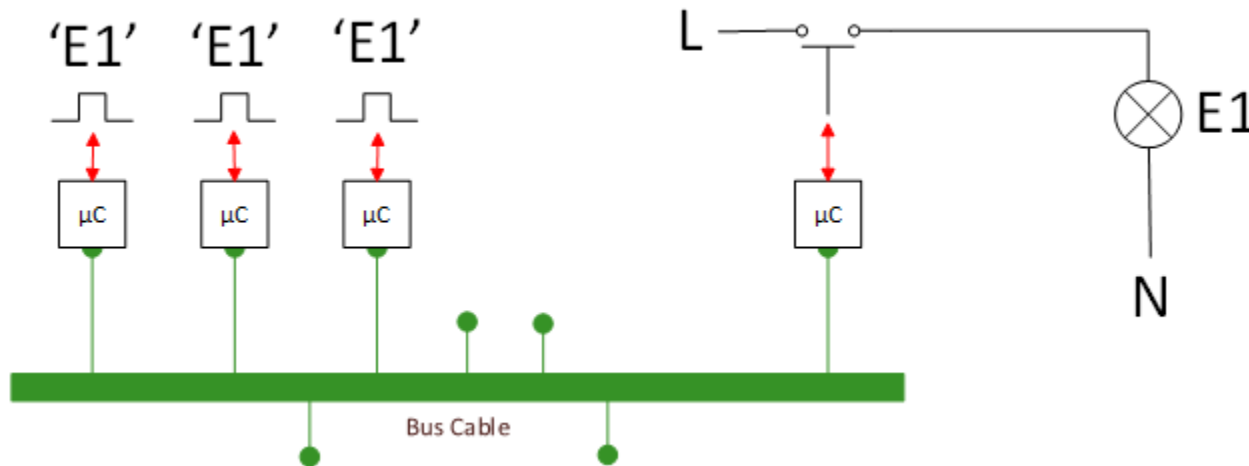 ‘E1’ ‘E1’ ‘E1’
L
E1
µC µC µC µC
N
Bus Cable